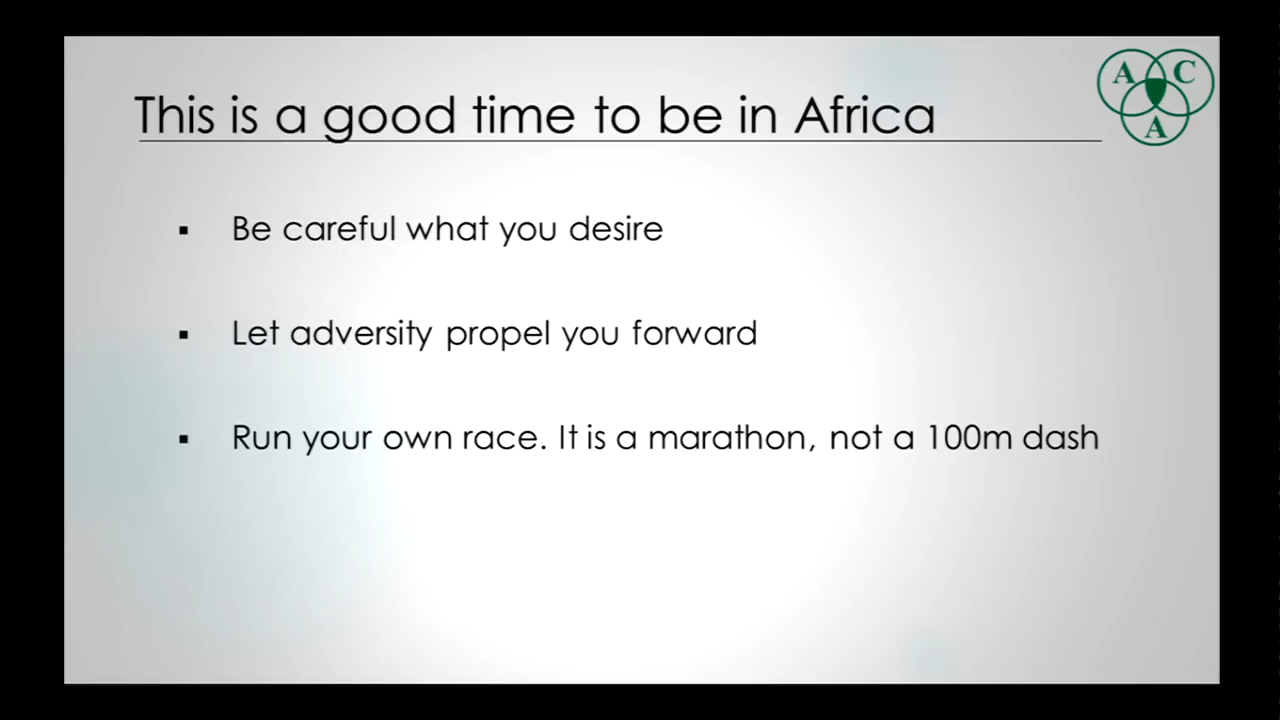 This is a good time to be in Africa
A C
A
▪ Be careful what you desire
▪ Let adversity propel you forward
▪ Run your own race. It is a marathon, not a 100m dash